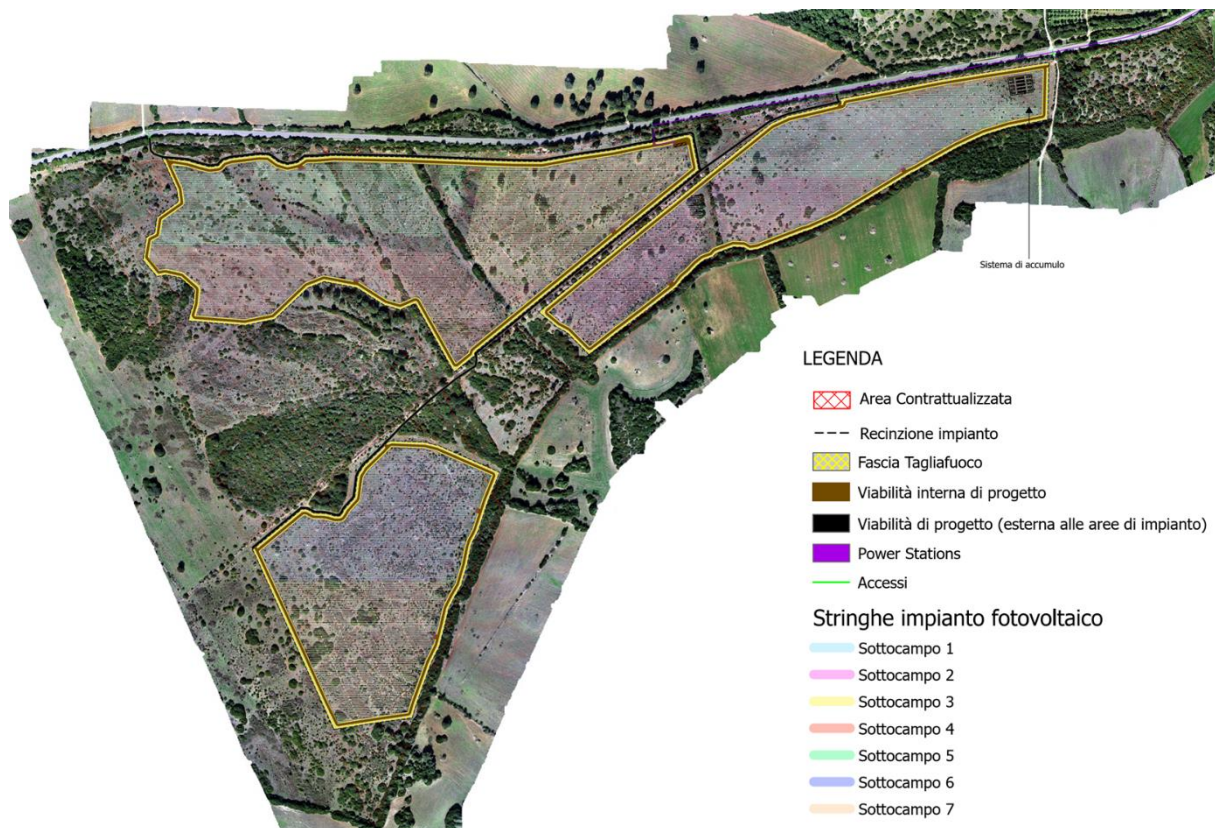 Sistema di accumulo
LEGENDA
Area Contrattualizzata
Recinzione impianto
Fascia Tagliafuoco
Viabilità interna di progetto
Viabilità di progetto (esterna alle aree di impianto)
Power Stations
Accessi
Stringhe impianto fotovoltaico
Sottocampo 1
Sottocampo 2
Sottocampo 3
Sottocampo 4
Sottocampo 5
Sottocampo 6
Sottocampo 7